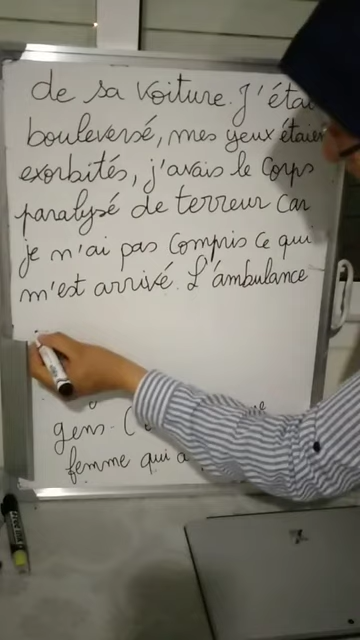 de sa voiture. J'étai
bouleversé, mes yeux étaien
exorbités, j'avais le Corps
paralysé de terreur Car
je n'ai pas Compris ce qui
m'est arrivé. L'ambulance
gens. C
femme qui a